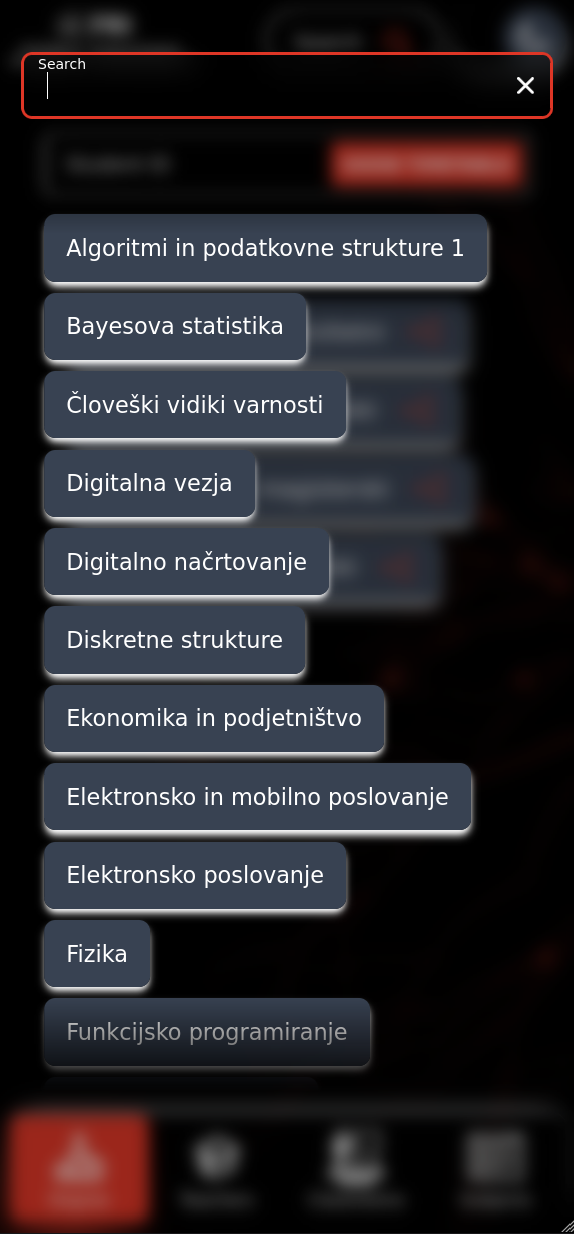 Search
Algoritmi in podatkovne strukture 1
Bayesova statistika
Človeški vidiki varnosti
Digitalna vezja
Digitalno načrtovanje
Diskretne strukture
Ekonomika in podjetništvo
Elektronsko in mobilno poslovanje
Elektronsko poslovanje
Fizika
Funkcijsko programiranje